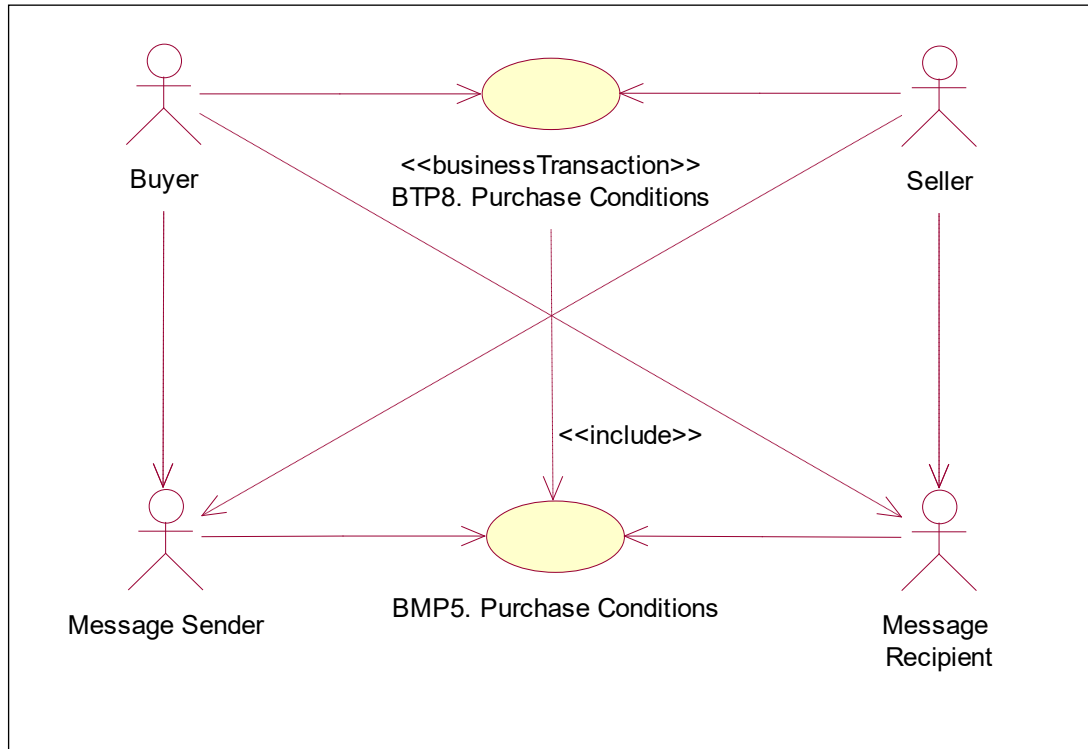 <<businessTransaction>>
Buyer
BTP8. Purchase Conditions
Seller
<<include>>
Message Sender
BMP5. Purchase Conditions
Message
Recipient